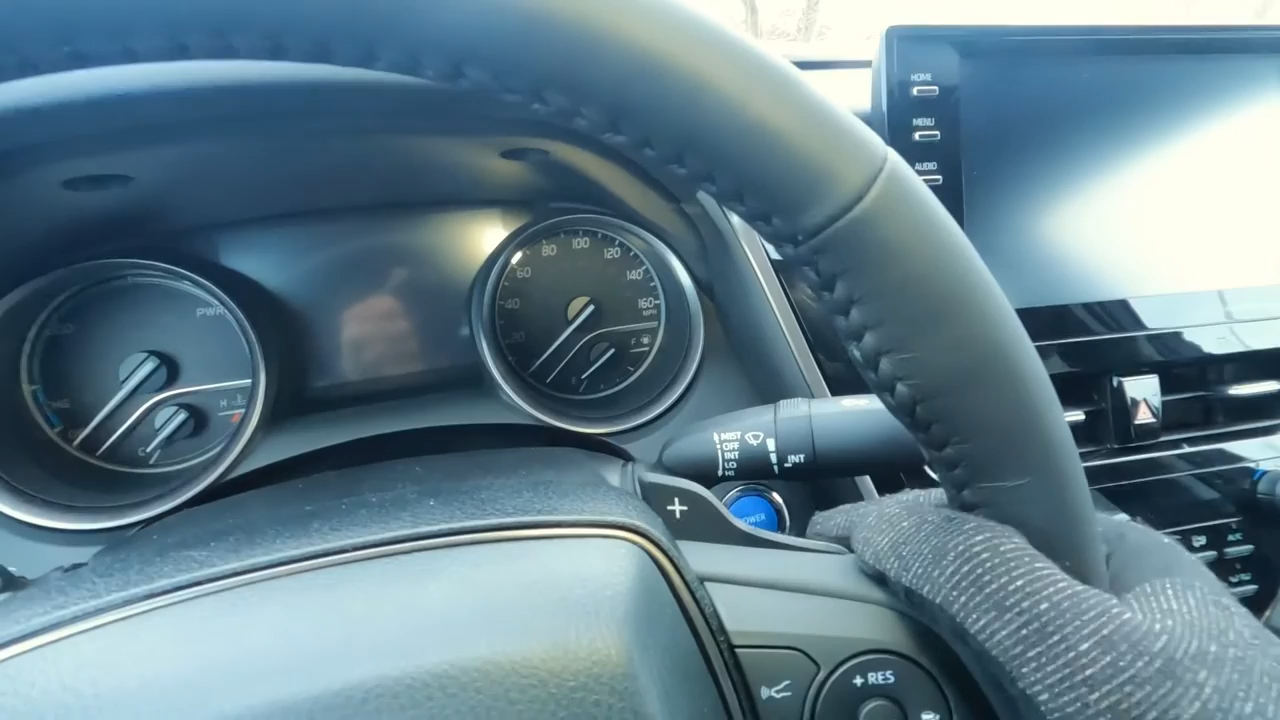 HOME
MENU
AUDIO
PWR
H
C
20
40
60
80
100
120
140
160
MPH
F
E
MIST
OFF
INT
LO
HI
INT
+
POWER
+RES
AUTO